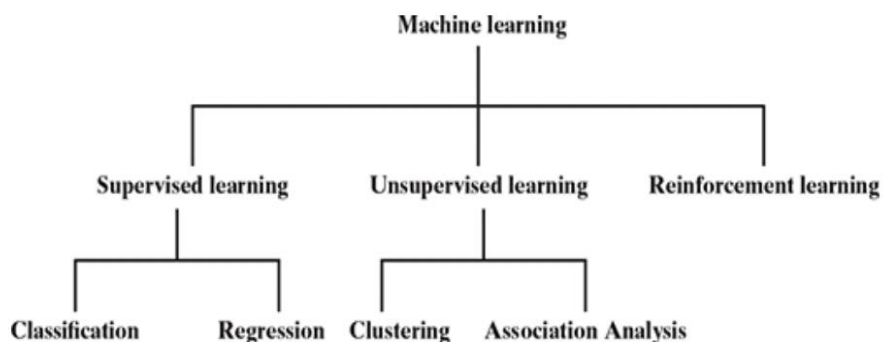 Machine learning
Supervised learning Unsupervised learning Reinforcement learning
Classification Regression Clustering Association Analysis